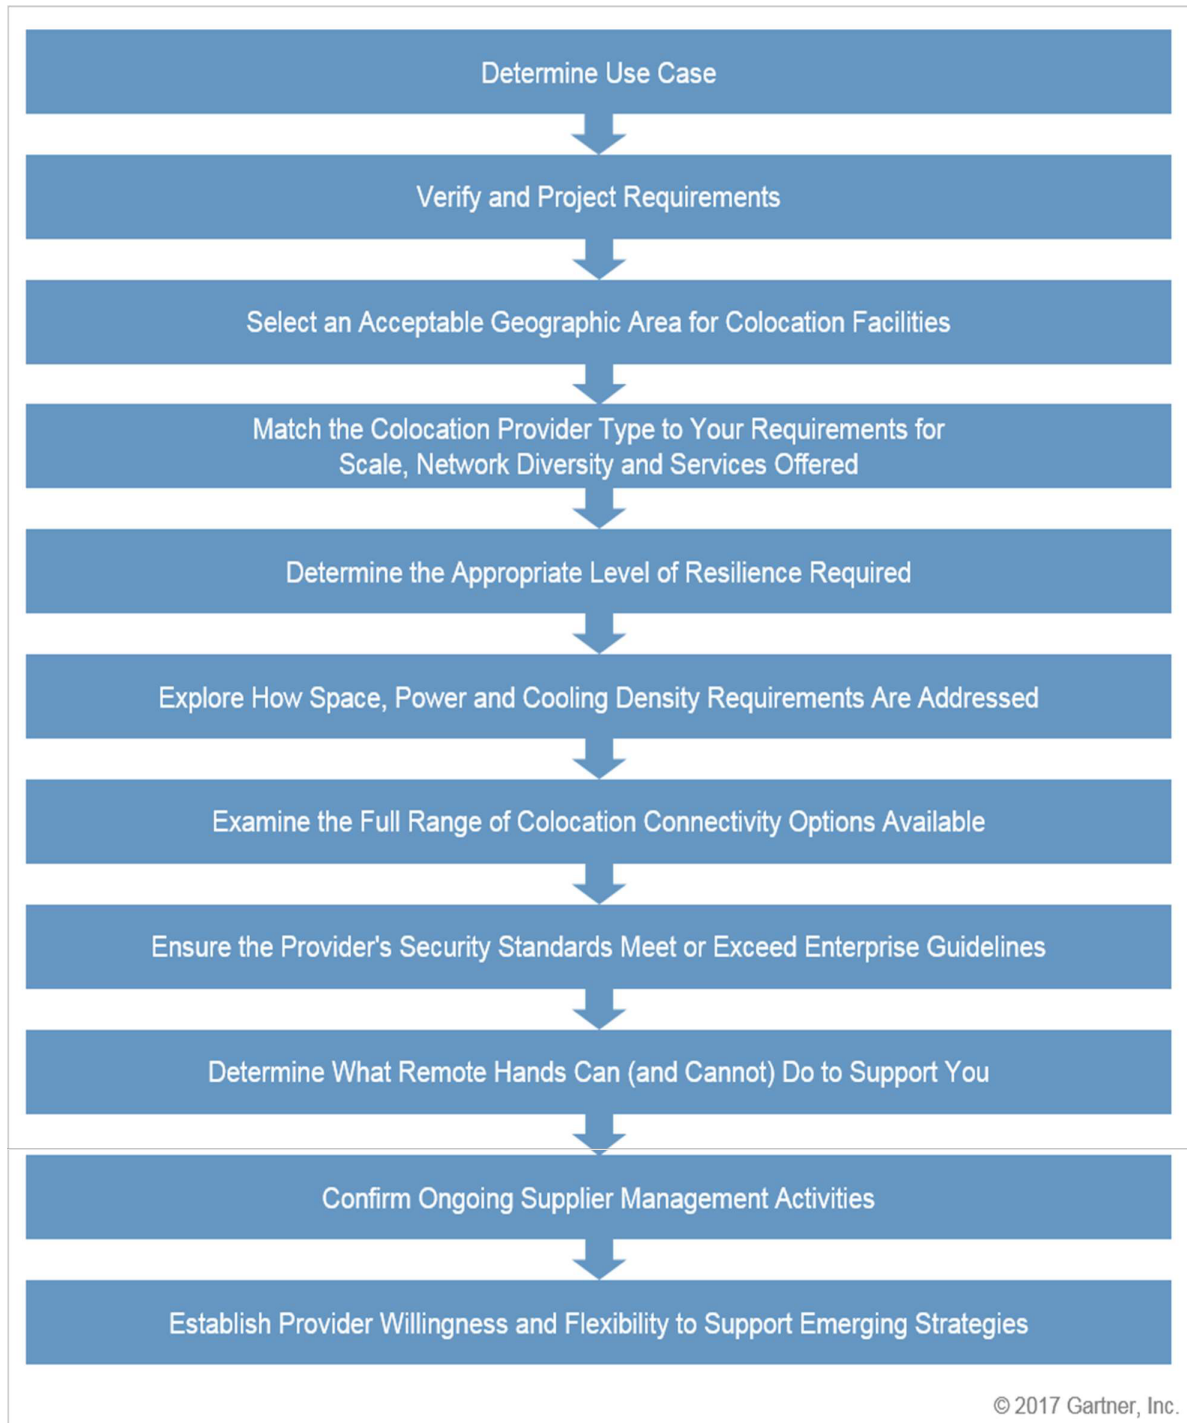 Determine Use Case
Verify and Project Requirements
Select an Acceptable Geographic Area for Colocation Facilities
Match the Colocation Provider Type to Your Requirements for
Scale, Network Diversity and Services Offered
Determine the Appropriate Level of Resilience Required
Explore How Space, Power and Cooling Density Requirements Are Addressed
Examine the Full Range of Colocation Connectivity Options Available
Ensure the Provider's Security Standards Meet or Exceed Enterprise Guidelines
Determine What Remote Hands Can (and Cannot) Do to Support You
Confirm Ongoing Supplier Management Activities
Establish Provider Willingness and Flexibility to Support Emerging Strategies
© 2017 Gartner, Inc.